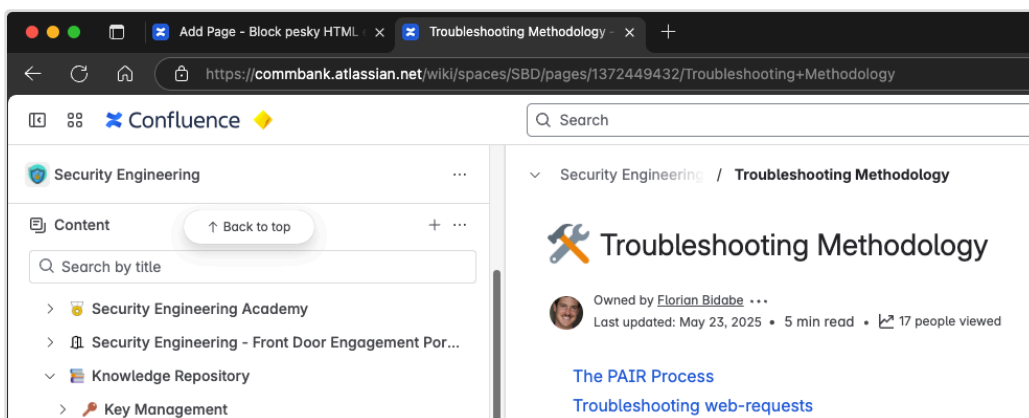 Add Page - Block pesky HTML
Troubleshooting Methodology -
https://commbank.atlassian.net/wiki/spaces/SBD/pages/1372449432/Troubleshooting+Methodology
Confluence
Search
Security Engineering
Security Engineering / Troubleshooting Methodology
Content
↑ Back to top
Search by title
Troubleshooting Methodology
Owned by Florian Bidabe •••
Last updated: May 23, 2025 • 5 min read • 17 people viewed
Security Engineering Academy
Security Engineering - Front Door Engagement Por...
Knowledge Repository
Key Management
The PAIR Process
Troubleshooting web-requests